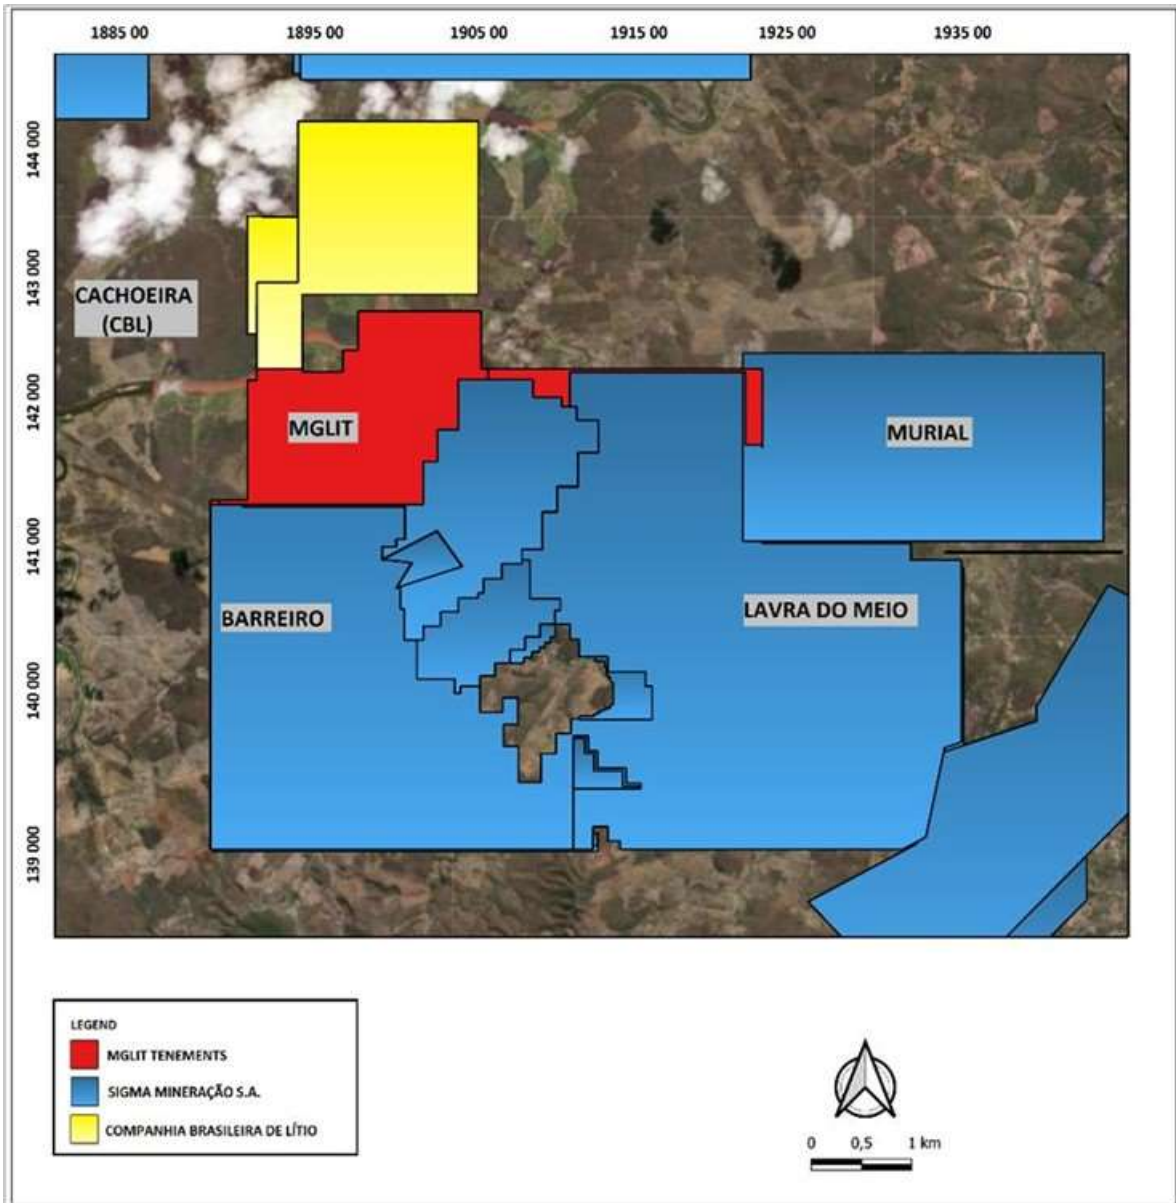 1885 00 1895 00 1905 00 1915 00 1925 00 1935 00
144 000
143 000
CACHOEIRA
(CBL)
142 000
MGLIT
MURIAL
141 000
BARREIRO
LAVRA DO MEIO
140 000
139 000
LEGEND
MGLIT TENEMENTS
SIGMA MINERAÇÃO S.A.
COMPANHIA BRASILEIRA DE LÍTIO
0 0,5 1 km